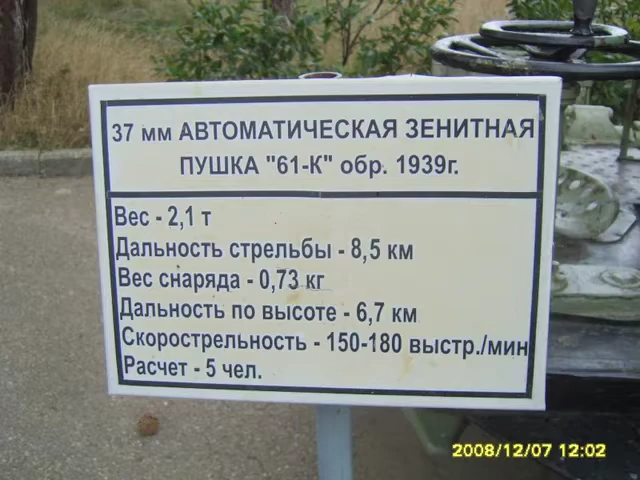 37 мм АВТОМАТИЧЕСКАЯ ЗЕНИТНАЯ
ПУШКА "61-К" обр. 1939г.
Вес - 2,1 т
Дальность стрельбы - 8,5 км
Вес снаряда - 0,73 кг
Дальность по высоте - 6,7 км
Скорострельность - 150-180 выстр./мин
Расчет - 5 чел.
2008/12/07 12:02